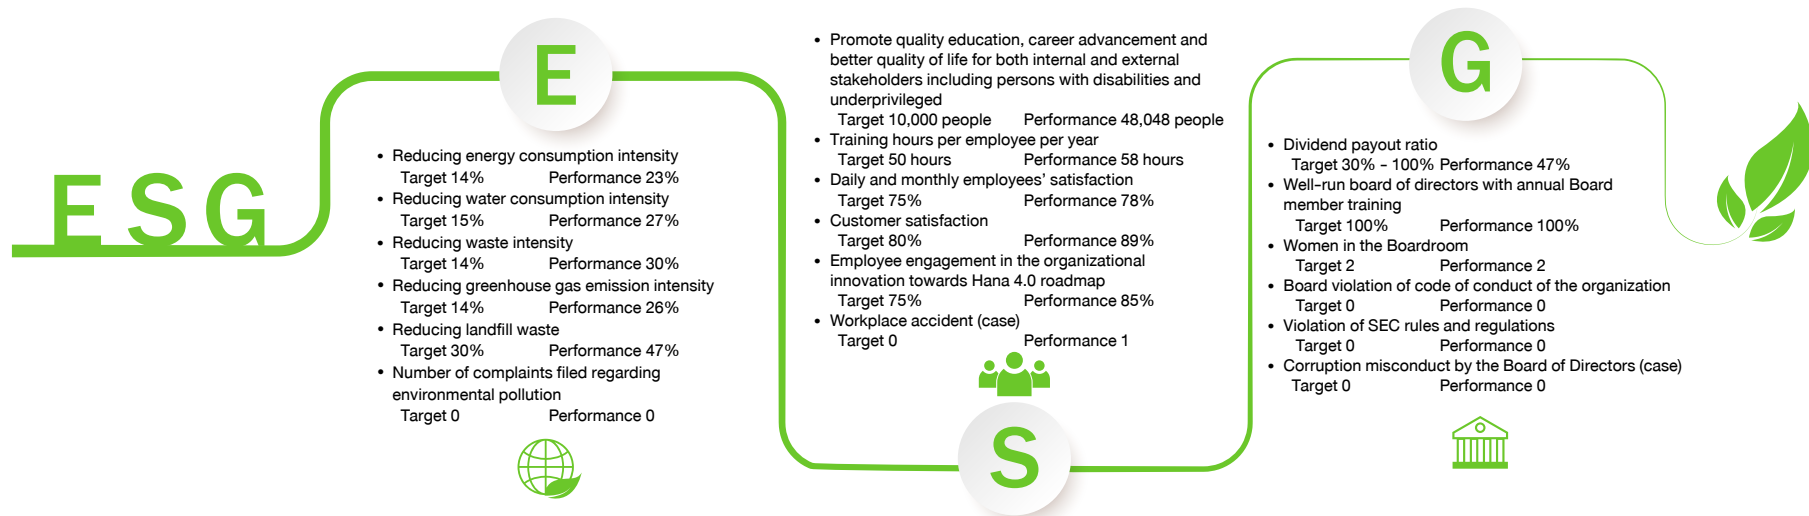 ESG
E
• Reducing energy consumption intensity
Target 14% Performance 23%
• Reducing water consumption intensity
Target 15% Performance 27%
• Reducing waste intensity
Target 14% Performance 30%
• Reducing greenhouse gas emission intensity
Target 14% Performance 26%
• Reducing landfill waste
Target 30% Performance 47%
• Number of complaints filed regarding
environmental pollution
Target 0 Performance 0
• Promote quality education, career advancement and
better quality of life for both internal and external
stakeholders including persons with disabilities and
underprivileged
Target 10,000 people Performance 48,048 people
• Training hours per employee per year
Target 50 hours Performance 58 hours
• Daily and monthly employees' satisfaction
Target 75% Performance 78%
• Customer satisfaction
Target 80% Performance 89%
• Employee engagement in the organizational
innovation towards Hana 4.0 roadmap
Target 75% Performance 85%
• Workplace accident (case)
Target 0 Performance 1
S
G
• Dividend payout ratio
Target 30% - 100% Performance 47%
• Well-run board of directors with annual Board
member training
Target 100% Performance 100%
• Women in the Boardroom
Target 2 Performance 2
• Board violation of code of conduct of the organization
Target 0 Performance 0
• Violation of SEC rules and regulations
Target 0 Performance 0
• Corruption misconduct by the Board of Directors (case)
Target 0 Performance 0